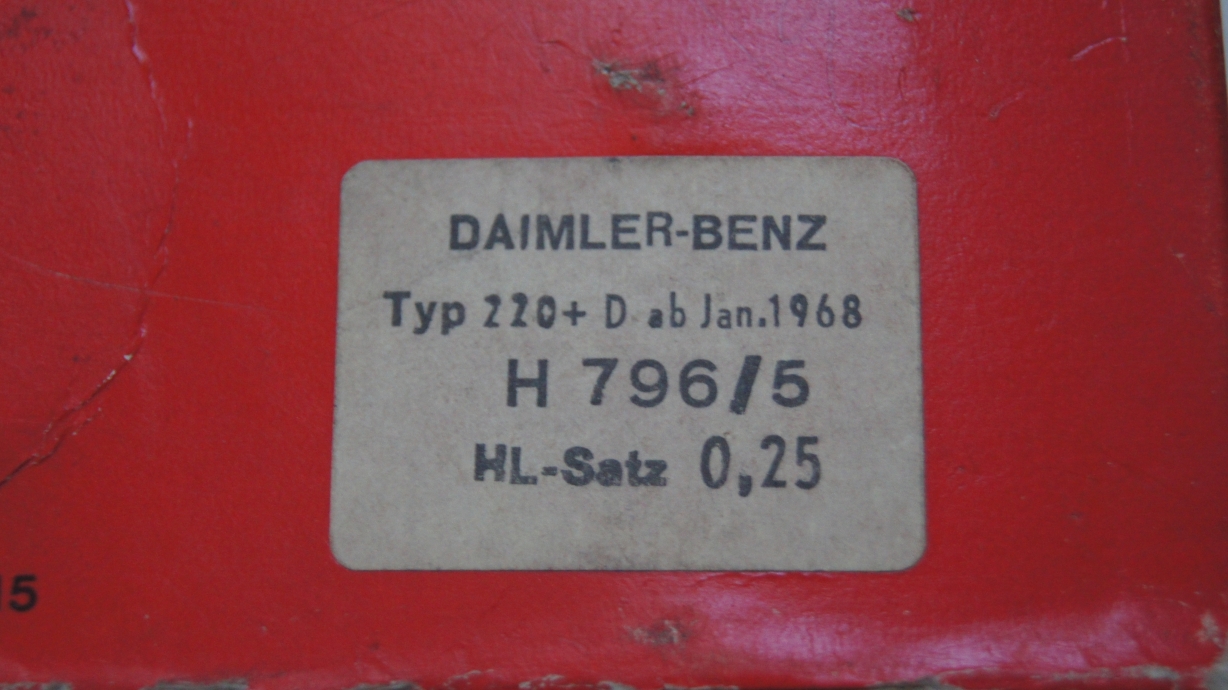 DAIMLER-BENZ
Typ 220+ D ab Jan.1968
H 796/5
HL-Satz 0,25
15